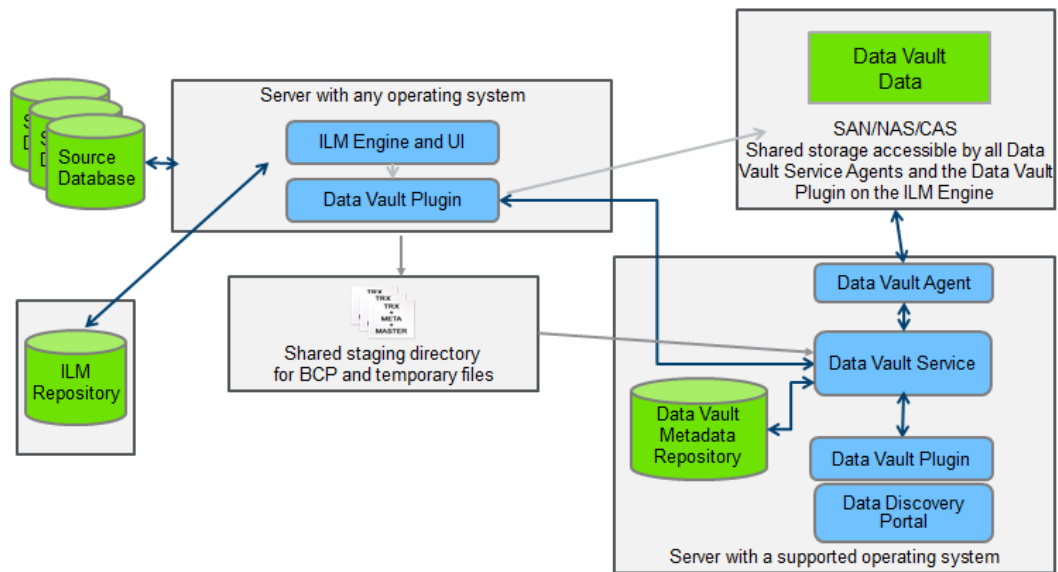 Server with any operating system
ILM Engine and UI
Data Vault Plugin
S
D
S
D
Source
Database
Data Vault
Data
SAN/NAS/CAS
Shared storage accessible by all Data
Vault Service Agents and the Data Vault
Plugin on the ILM Engine
ILM
Repository
TRX
TRX
TRX
+
META
+
MASTER
Shared staging directory
for BCP and temporary files
Data Vault Agent
Data Vault Service
Data Vault
Metadata
Repository
Data Vault Plugin
Data Discovery
Portal
Server with a supported operating system